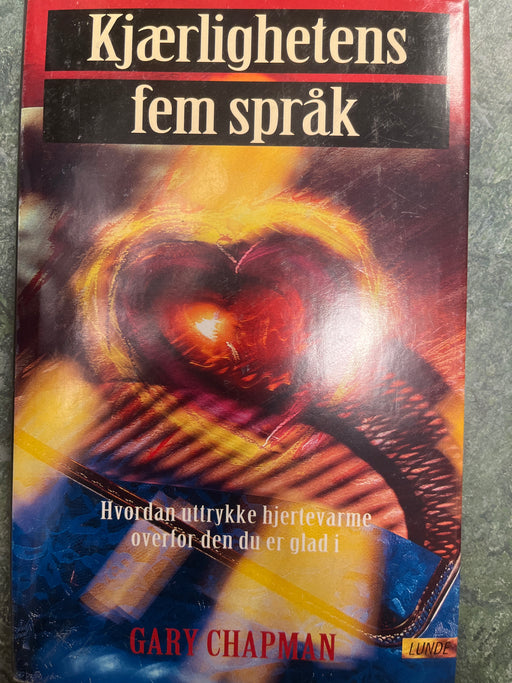 Kjærlighetens
fem språk
Hvordan uttrykke hjertevarme
overfor den du er glad i
GARY CHAPMAN
LUNDE